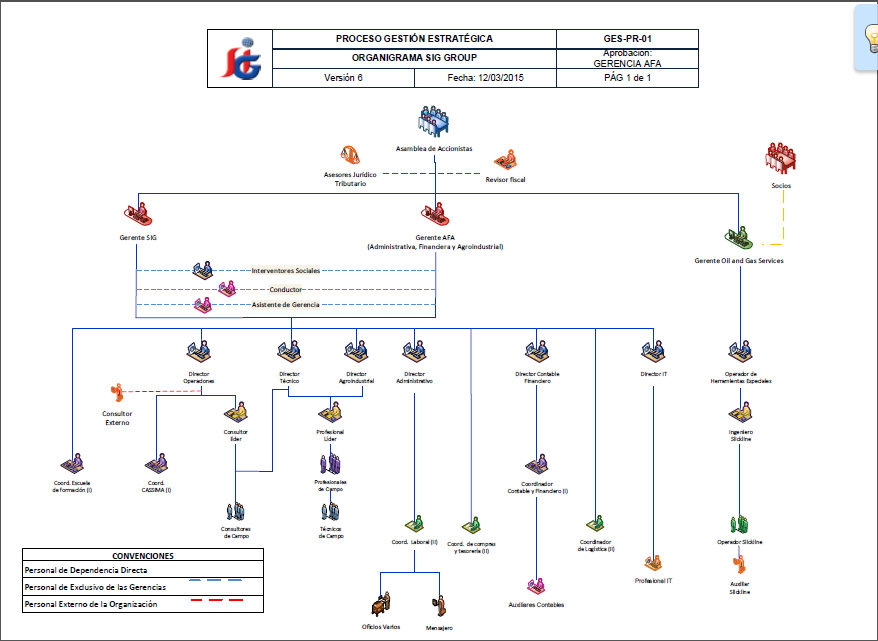 PROCESO GESTIÓN ESTRATÉGICA
GES-PR-01
ORGANIGRAMA SIG GROUP
Aprobación:
GERENCIA AFA
Versión 6
Fecha: 12/03/2015
PÁG 1 de 1
Asamblea de Accionistas
Asesores Jurídico
Tributario
Revisor fiscal
Socios
Gerente SIG
Gerente AFA
(Administrativa, Financiera y Agroindustrial)
Gerente Oil and Gas Services
Interventores Sociales
Conductor
Asistente de Gerencia
Director
Operaciones
Director
Técnico
Director
Agroindustrial
Director
Administrativo
Director Contable
Financiero
Director IT
Operador de
Herramientas Especiales
Consultor
Externo
Consultor
líder
Profesional
Líder
Ingeniero
Slickline
Coord. Escuela
de formación (I)
Coord.
CASSIMA (I)
Profesionales
de Campo
Coordinador
Contable y Financiero (I)
Consultores
de Campo
Técnicos
de Campo
Coord. Laboral (II)
Coord. de compras
y tesorería (II)
Coordinador
de Logística (II)
Operador Slickline
Profesional IT
Auxiliar
Slickline
Auxiliares Contables
Oficios Varios
Mensajero
CONVENCIONES
Personal de Dependencia Directa
Personal de Exclusivo de las Gerencias
Personal Externo de la Organización